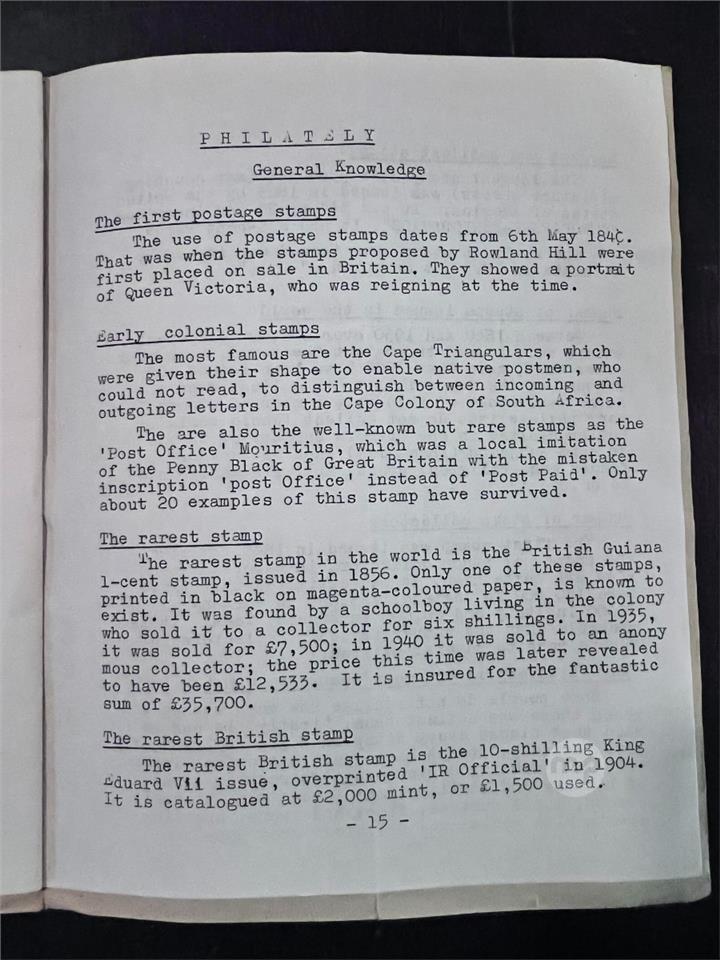 PHILATELY
General Knowledge
The first postage stamps
The use of postage stamps dates from 6th May 1840.
That was when the stamps proposed by Rowland Hill were
first placed on sale in Britain. They showed a portrait
of Queen Victoria, who was reigning at the time.
Early colonial stamps
The most famous are the Cape Triangulars, which
were given their shape to enable native postmen, who
could not read, to distinguish between incoming and
outgoing letters in the Cape Colony of South Africa.
The are also the well-known but rare stamps as the
'Post Office' Mouritius, which was a local imitation
of the Penny Black of Great Britain with the mistaken
inscription 'post Office' instead of 'Post Paid'. Only
about 20 examples of this stamp have survived.
The rarest stamp
The rarest stamp in the world is the British Guiana
1-cent stamp, issued in 1856. Only one of these stamps,
printed in black on magenta-coloured paper, is known to
exist. It was found by a schoolboy living in the colony
who sold it to a collector for six shillings. In 1935,
it was sold for £7,500; in 1940 it was sold to an anony
mous collector; the price this time was later revealed
to have been £12,533. It is insured for the fantastic
sum of £35,700.
The rarest British stamp
The rarest British stamp is the 10-shilling King
Eduard Vii issue, overprinted 'IR Official' in 1904.
It is catalogued at £2,000 mint, or £1,500 used.
- 15 -